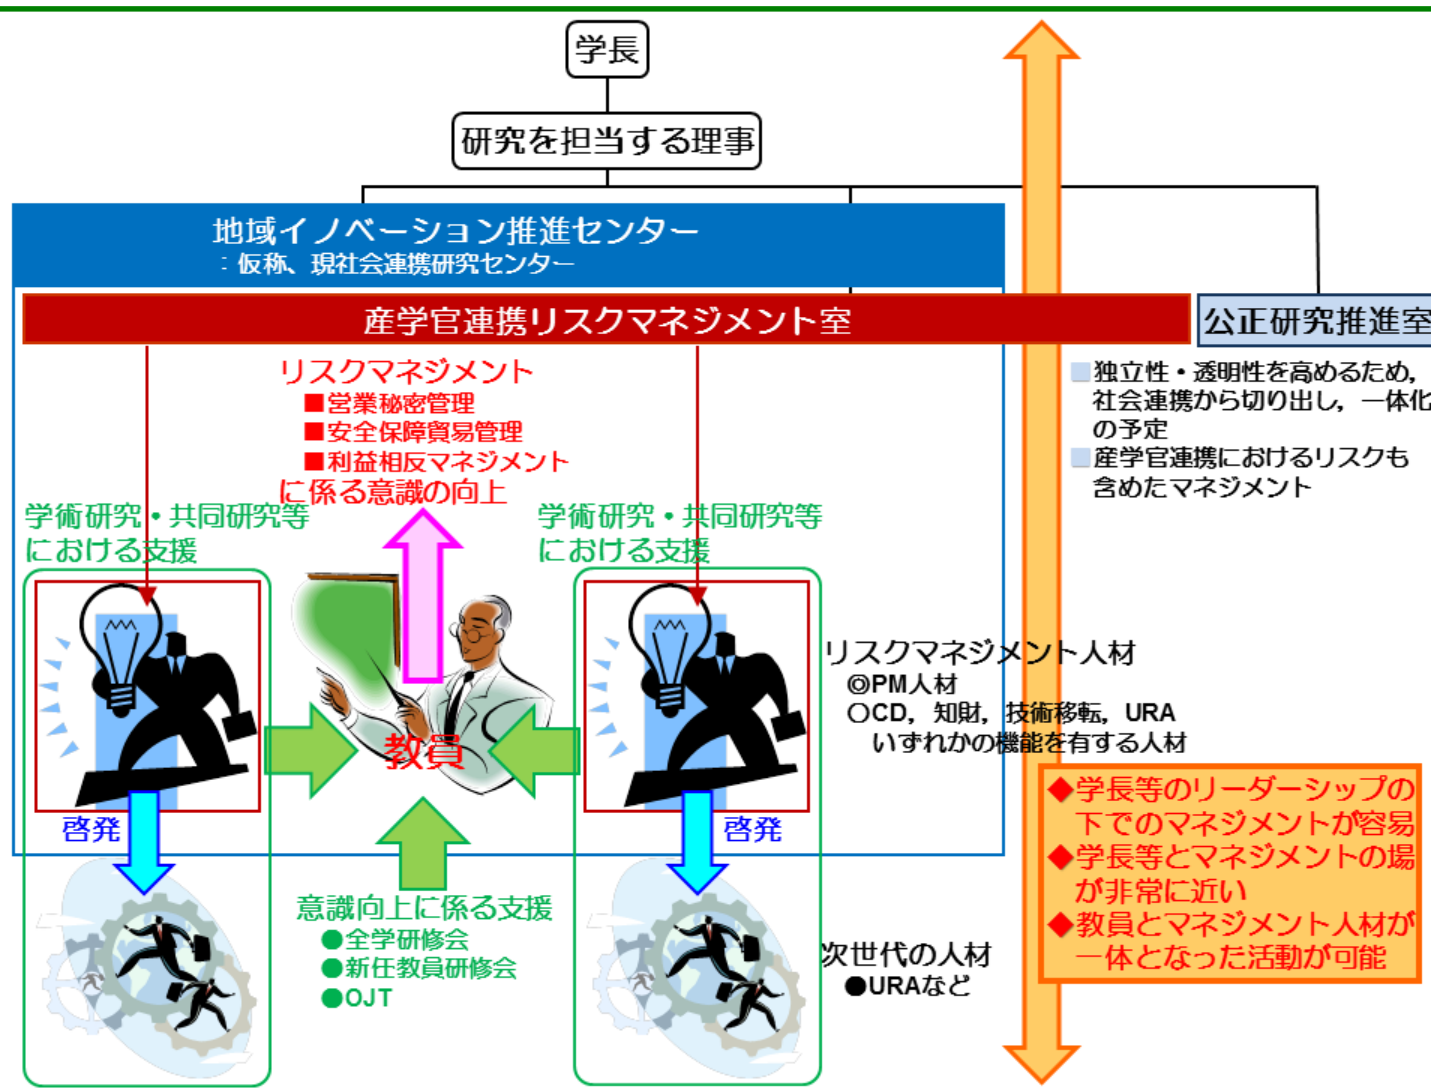 学長
研究を担当する理事
地域イノベーション推進センター
：仮称、現社会連携研究センター
産学官連携リスクマネジメント室
公正研究推進室
リスクマネジメント
■営業秘密管理
■安全保障貿易管理
■利益相反マネジメント
に係る意識の向上
■独立性・透明性を高めるため，
社会連携から切り出し，一体化
の予定
■産学官連携におけるリスクも
含めたマネジメント
学術研究・共同研究等
における支援
学術研究・共同研究等
における支援
教員
リスクマネジメント人材
◎PM人材
○CD，知財，技術移転，URA
いずれかの機能を有する人材
啓発
啓発
◆学長等のリーダーシップの
下でのマネジメントが容易
◆学長等とマネジメントの場
が非常に近い
◆教員とマネジメント人材が
一体となった活動が可能
意識向上に係る支援
●全学研修会
●新任教員研修会
●OJT
次世代の人材
●URAなど